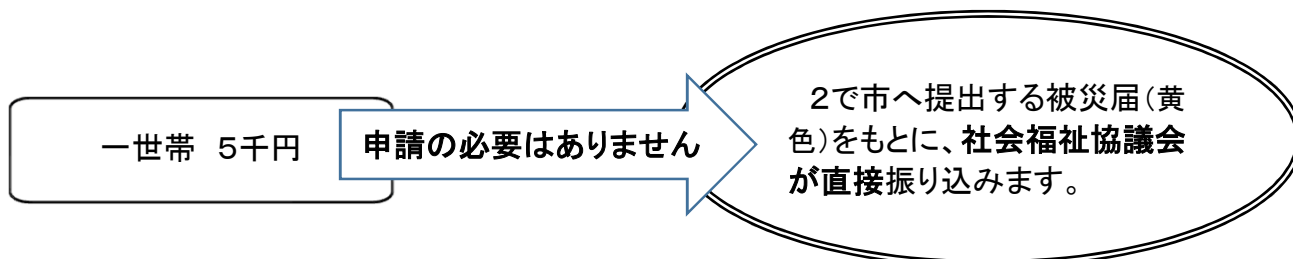 一世帯　5千円
申請の必要はありません
２で市へ提出する被災届（黄
色）をもとに、社会福祉協議会
が直接振り込みます。